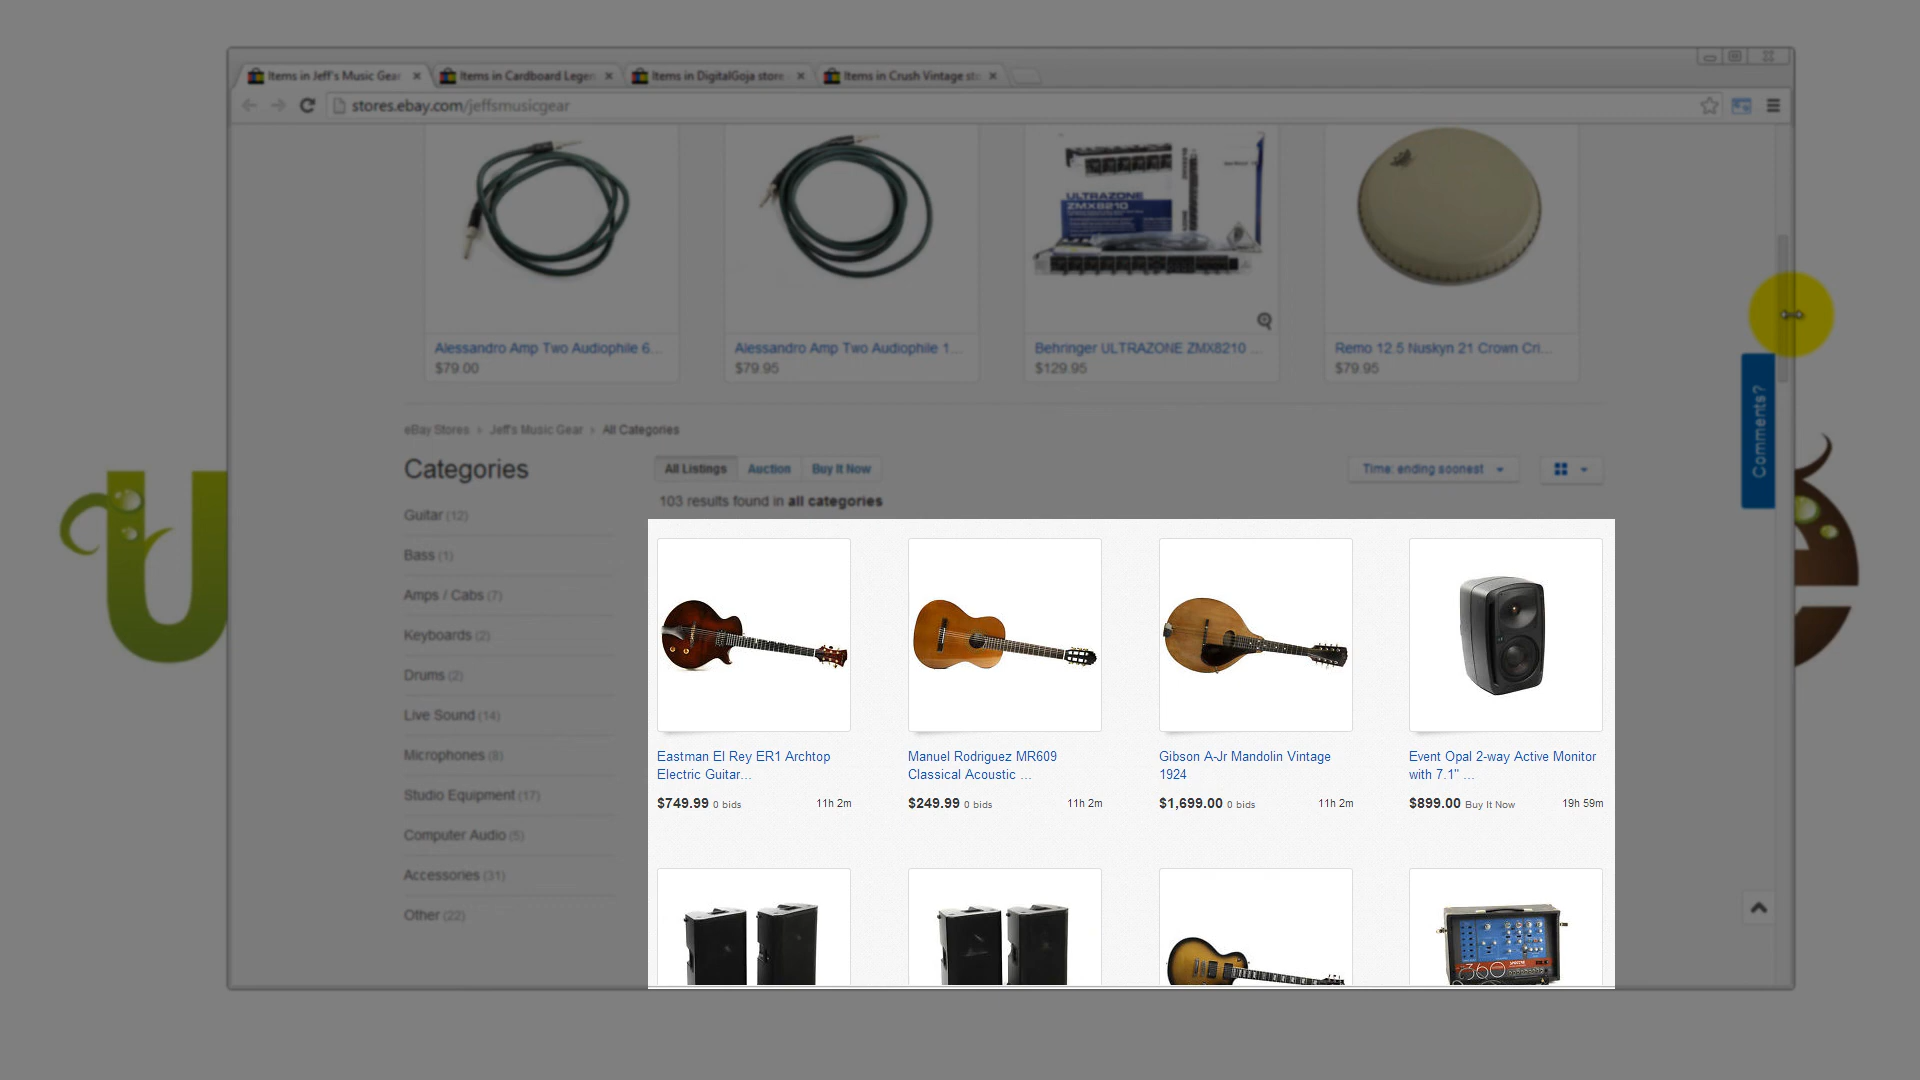 Items in Jeff's Music Gear
Items in Cardboard Legen
Items in DigitalGoja store
Items in Crush Vintage st
stores.ebay.com/jeffsmusicgear
ULTRAZONE
ZMX8210
Alessandro Amp Two Audiophile 6...
$79.00
Alessandro Amp Two Audiophile 1...
$79.95
Behringer ULTRAZONE ZMX8210 ...
$129.95
Remo 12.5 Nuskyn 21 Crown Cri...
$79.95
Comments?
eBay Stores > Jeff's Music Gear > All Categories
Categories
All Listings Auction Buy It Now
Time: ending soonest
103 results found in all categories
Guitar (12)
Bass (1)
Amps / Cabs (7)
Keyboards (2)
Drums (2)
Live Sound (14)
Microphones (8)
Studio Equipment (17)
Computer Audio (5)
Accessories (31)
Other (22)
Eastman El Rey ER1 Archtop
Electric Guitar...
$749.99 0 bids 11h 2m
Manuel Rodriguez MR609
Classical Acoustic ...
$249.99 0 bids 11h 2m
Gibson A-Jr Mandolin Vintage
1924
$1,699.00 0 bids 11h 2m
Event Opal 2-way Active Monitor
with 7.1" ...
$899.00 Buy It Now 19h 59m
360
U